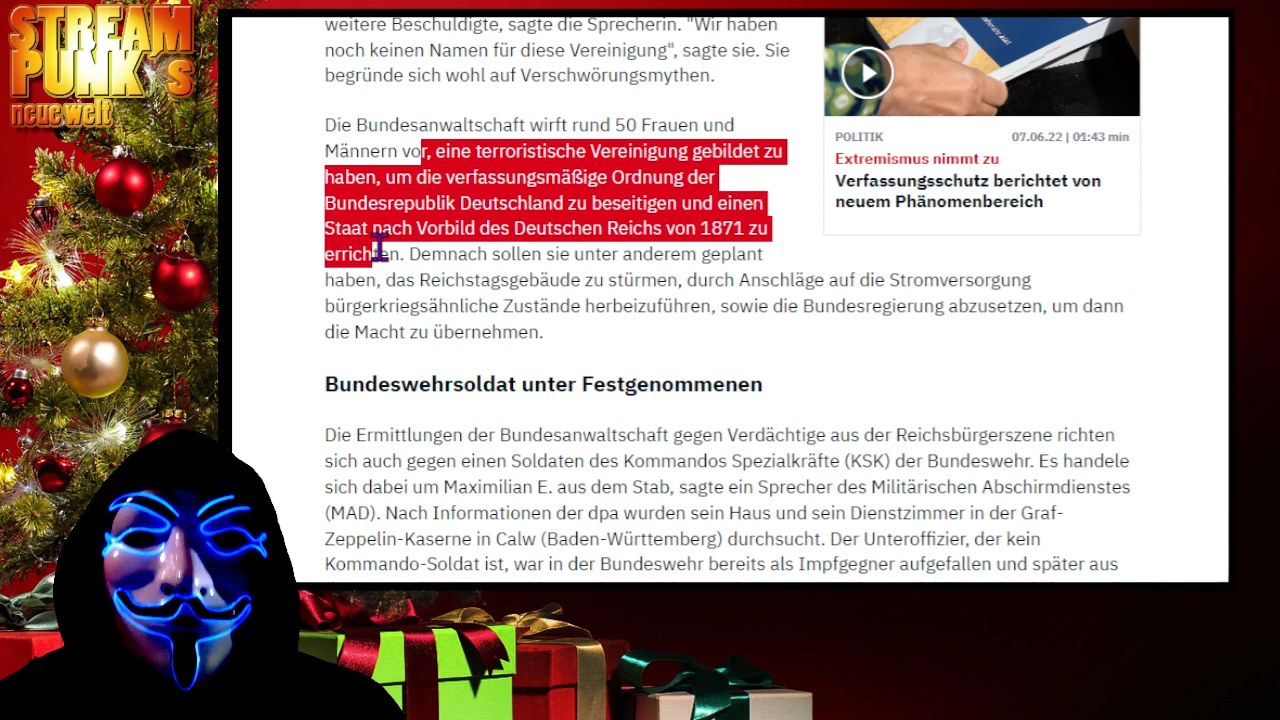 STREAM
PUNK's
neue welt
weitere Beschuldigte, sagte die Sprecherin. "Wir haben
noch keinen Namen für diese Vereinigung", sagte sie. Sie
begründe sich wohl auf Verschwörungsmythen.
Die Bundesanwaltschaft wirft rund 50 Frauen und
Männern vor, eine terroristische Vereinigung gebildet zu
haben, um die verfassungsmäßige Ordnung der
Bundesrepublik Deutschland zu beseitigen und einen
Staat nach Vorbild des Deutschen Reichs von 1871 zu
errichten. Demnach sollen sie unter anderem geplant
haben, das Reichstagsgebäude zu stürmen, durch Anschläge auf die Stromversorgung
bürgerkriegsähnliche Zustände herbeizuführen, sowie die Bundesregierung abzusetzen, um dann
die Macht zu übernehmen.
POLITIK 07.06.22 | 01:43 min
Extremismus nimmt zu
Verfassungsschutz berichtet von
neuem Phänomenbereich
Bundeswehrsoldat unter Festgenommenen
Die Ermittlungen der Bundesanwaltschaft gegen Verdächtige aus der Reichsbürgerszene richten
sich auch gegen einen Soldaten des Kommandos Spezialkräfte (KSK) der Bundeswehr. Es handele
sich dabei um Maximilian E. aus dem Stab, sagte ein Sprecher des Militärischen Abschirmdienstes
(MAD). Nach Informationen der dpa wurden sein Haus und sein Dienstzimmer in der Graf-
Zeppelin-Kaserne in Calw (Baden-Württemberg) durchsucht. Der Unteroffizier, der kein
Kommando-Soldat ist, war in der Bundeswehr bereits als Impfgegner aufgefallen und später aus